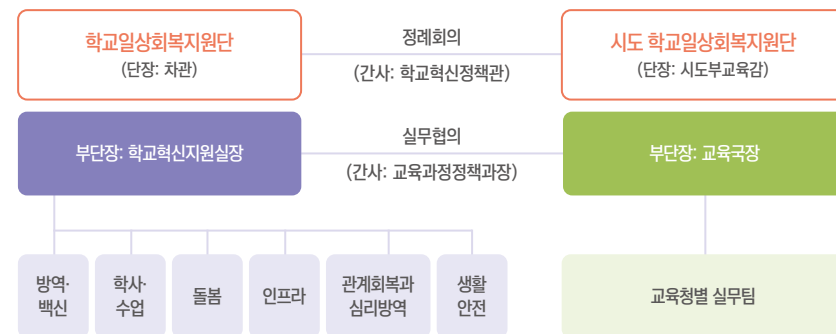 학교일상회복지원단
(단장: 차관)
정례회의
(간사: 학교혁신정책관)
시도 학교일상회복지원단
(단장: 시도부교육감)
부단장: 학교혁신지원실장
실무협의
(간사: 교육과정정책과장)
부단장: 교육국장
방역·
백신
학사·
수업
돌봄
인프라
관계회복과
심리방역
생활
안전
교육청별 실무팀